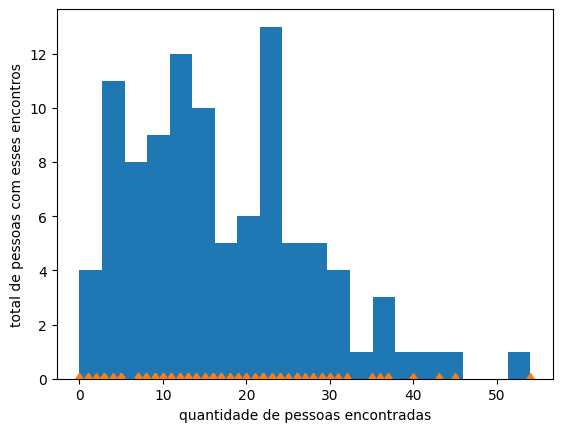 12
10
8
6
4
2
0
total de pessoas com esses encontros
0 10 20 30 40 50
quantidade de pessoas encontradas